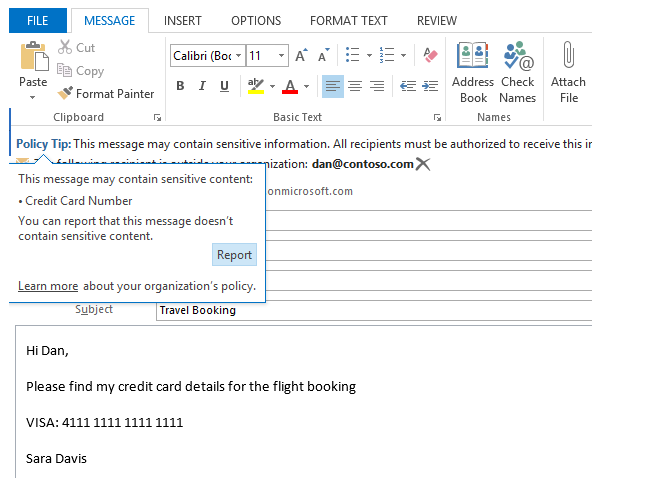 FILE MESSAGE INSERT OPTIONS FORMAT TEXT REVIEW
Paste
Cut
Copy
Format Painter
Clipboard
Calibri (Boc 11 A A
B I U ab A
Basic Text
Address
Book
Check
Names
Names
Attach
File
Policy Tip: This message may contain sensitive information. All recipients must be authorized to receive this in
following recipient is outside your organization: dan@contoso.com
onmicrosoft.com
This message may contain sensitive content:
• Credit Card Number
You can report that this message doesn't
contain sensitive content.
Report
Learn more about your organization's policy.
Subject Travel Booking
Hi Dan,
Please find my credit card details for the flight booking
VISA: 4111 1111 1111 1111
Sara Davis